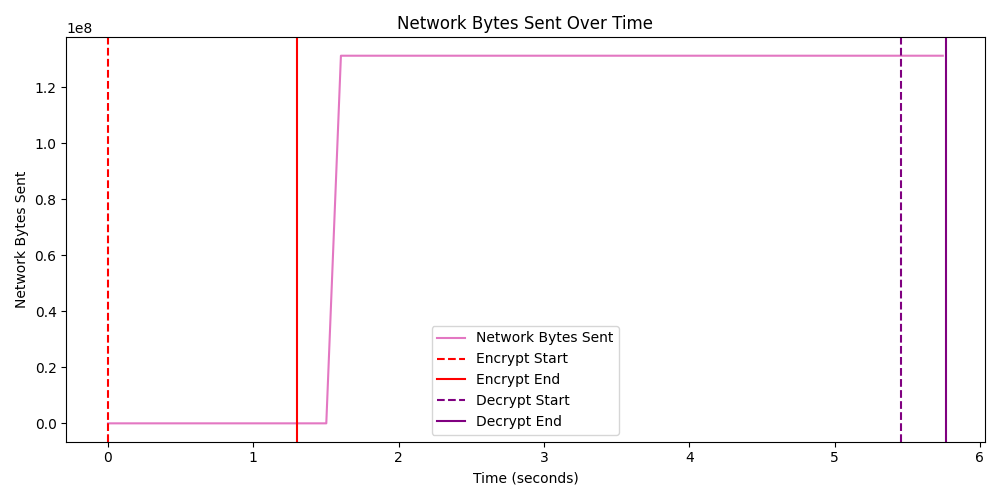 Network Bytes Sent Over Time
1e8
1.2
1.0
0.8
0.6
0.4
0.2
0.0
Network Bytes Sent
Network Bytes Sent
Encrypt Start
Encrypt End
Decrypt Start
Decrypt End
0 1 2 3 4 5 6
Time (seconds)